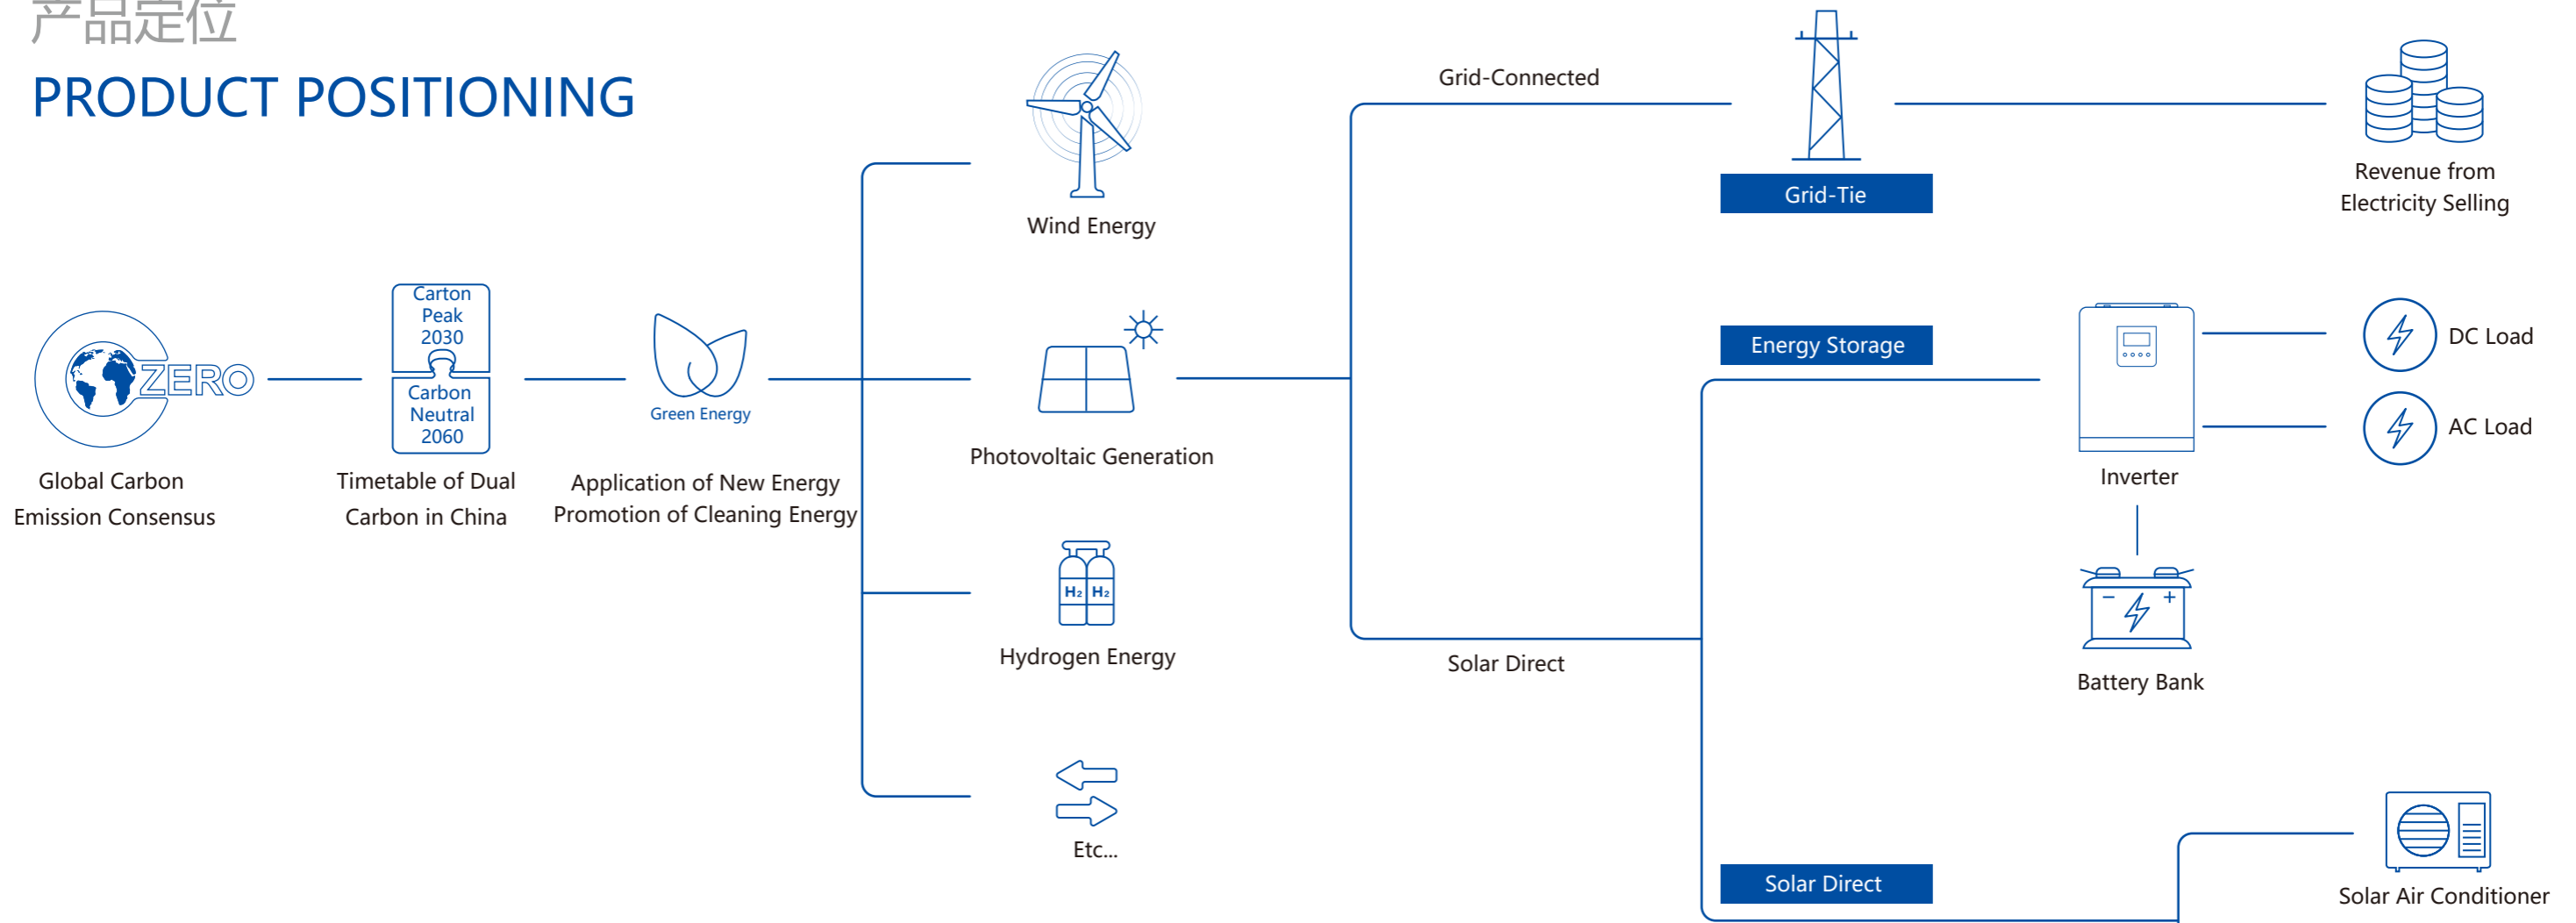 产品定位
PRODUCT POSITIONING
ZERO
Global Carbon
Emission Consensus
Carton
Peak
2030
Carbon
Neutral
2060
Timetable of Dual
Carbon in China
Green Energy
Application of New Energy
Promotion of Cleaning Energy
Wind Energy
Photovoltaic Generation
H₂ H₂
Hydrogen Energy
Etc...
Grid-Connected
Grid-Tie
Revenue from
Electricity Selling
Solar Direct
Energy Storage
Inverter
DC Load
AC Load
− +
Battery Bank
Solar Direct
Solar Air Conditioner